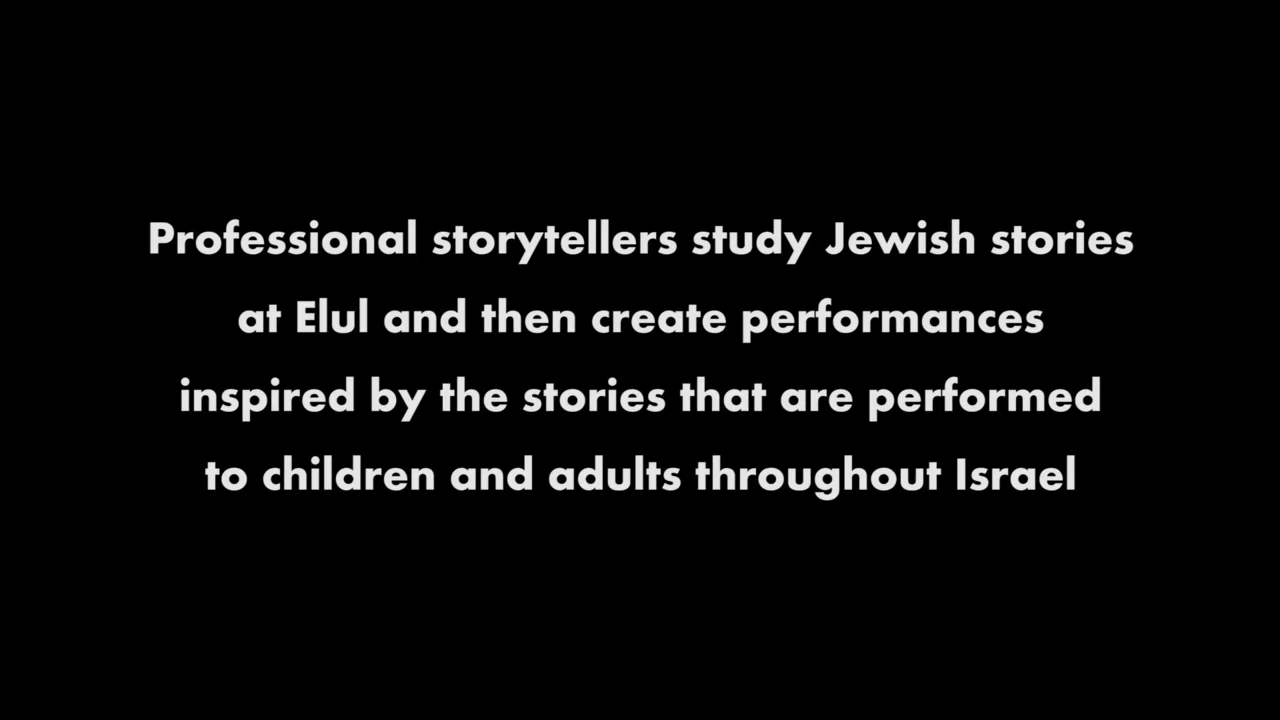 Professional storytellers study Jewish stories
at Elul and then create performances
inspired by the stories that are performed
to children and adults throughout Israel